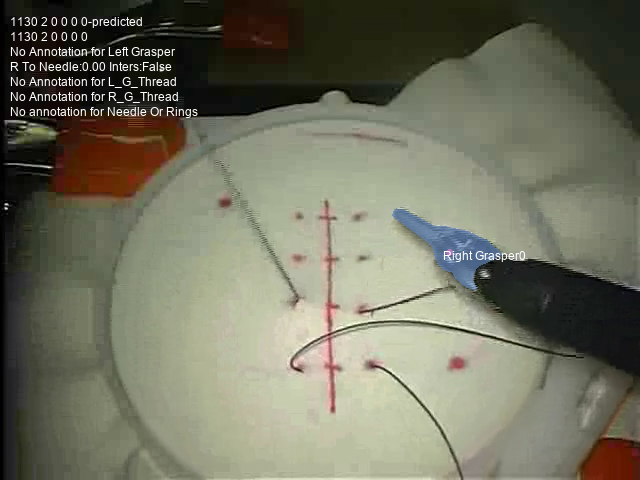 1130 2 0 0 0 0-predicted
1130 2 0 0 0 0
No Annotation for Left Grasper
R To Needle:0.00 Inters:False
No Annotation for L_G_Thread
No Annotation for R_G_Thread
No annotation for Needle Or Rings
Right Grasper0